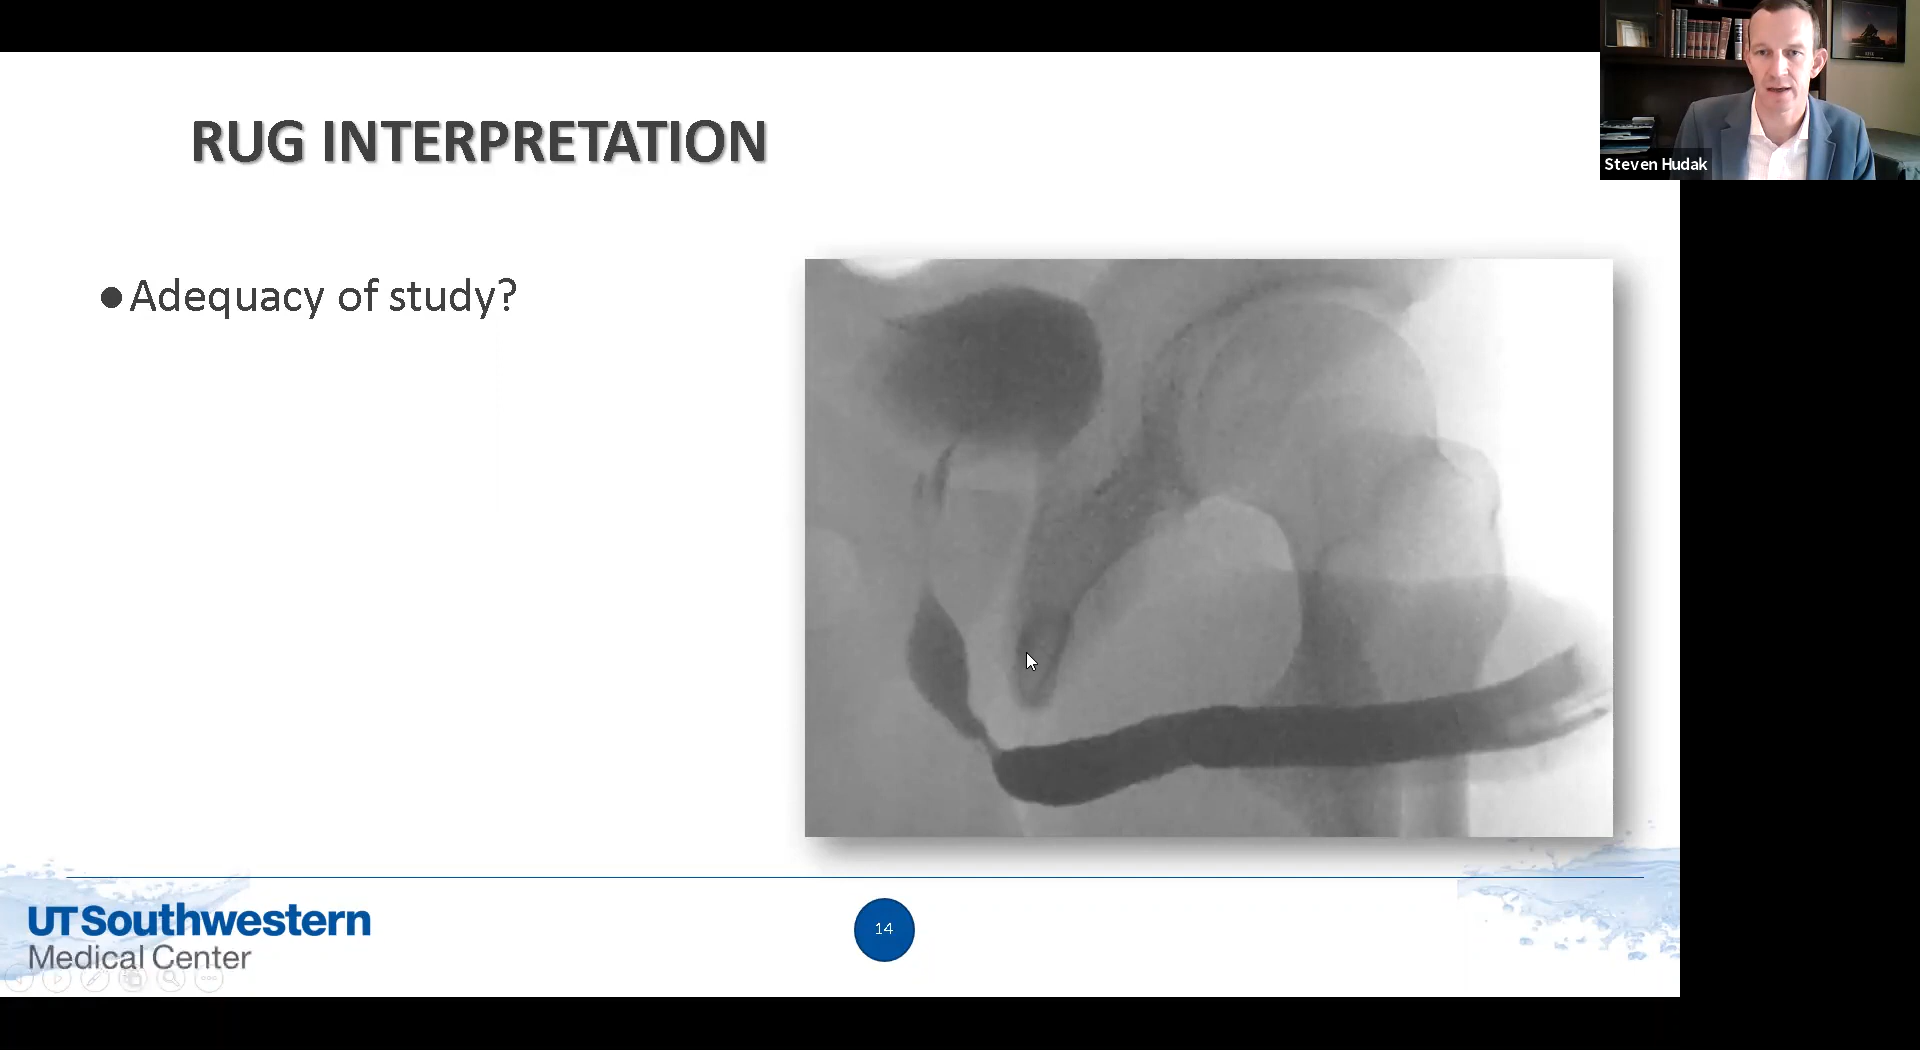 RUG INTERPRETATION
Steven Hudak
●Adequacy of study?
14
UTSouthwestern
Medical Center